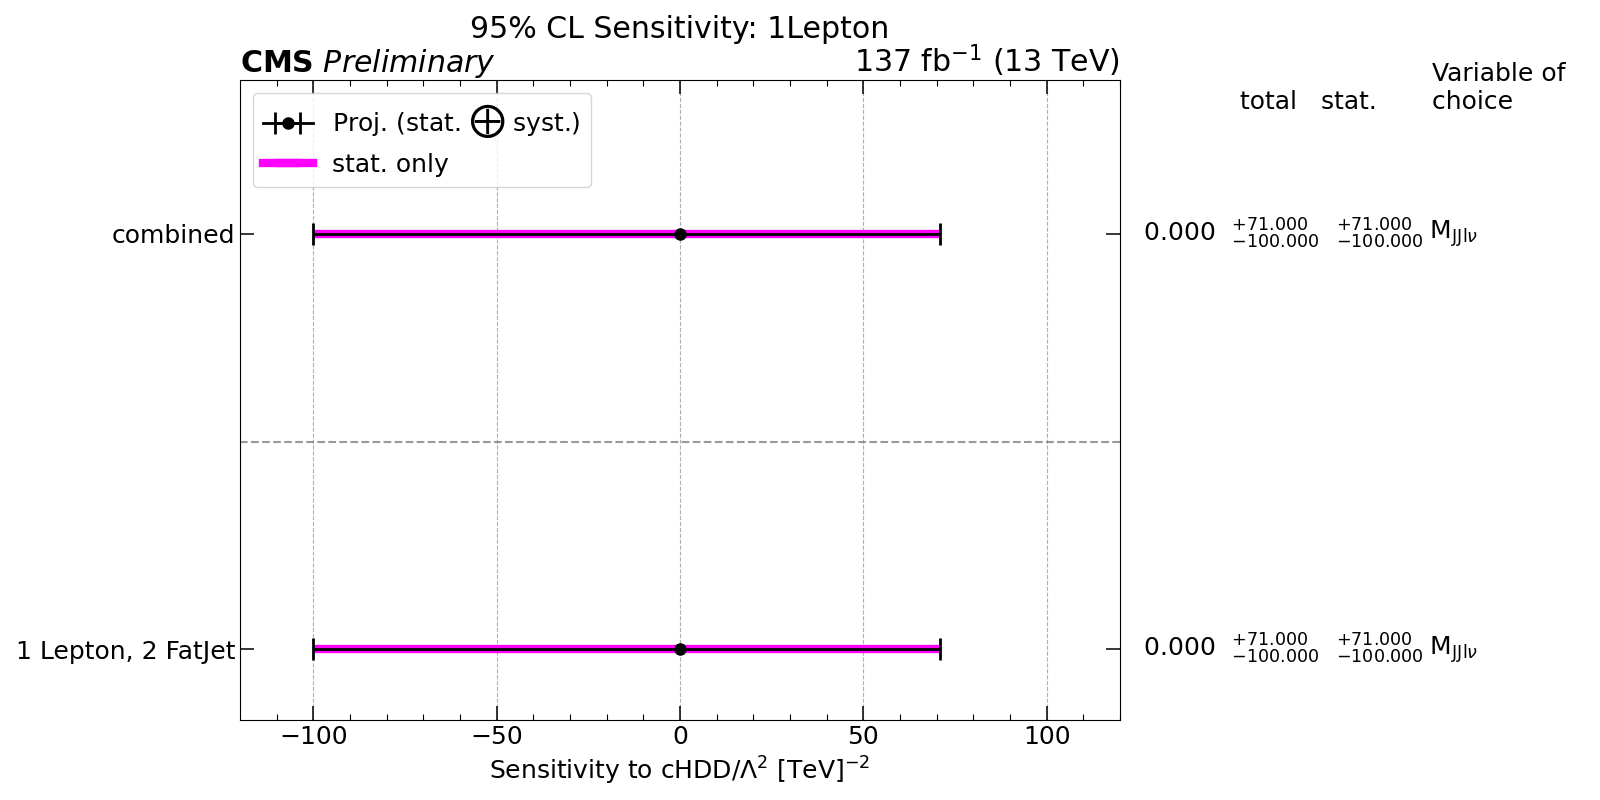 95% CL Sensitivity: 1Lepton
CMS Preliminary 137 fb⁻¹ (13 TeV)
total stat. Variable of
choice
Proj. (stat. ⨁ syst.)
stat only
combined 0.000 +71.000 +71.000 M_JJlν
−100.000 −100.000
1 Lepton, 2 FatJet 0.000 +71.000 +71.000 M_JJlν
−100.000 −100.000
−100 −50 0 50 100
Sensitivity to cHDD/Λ² [TeV]⁻²